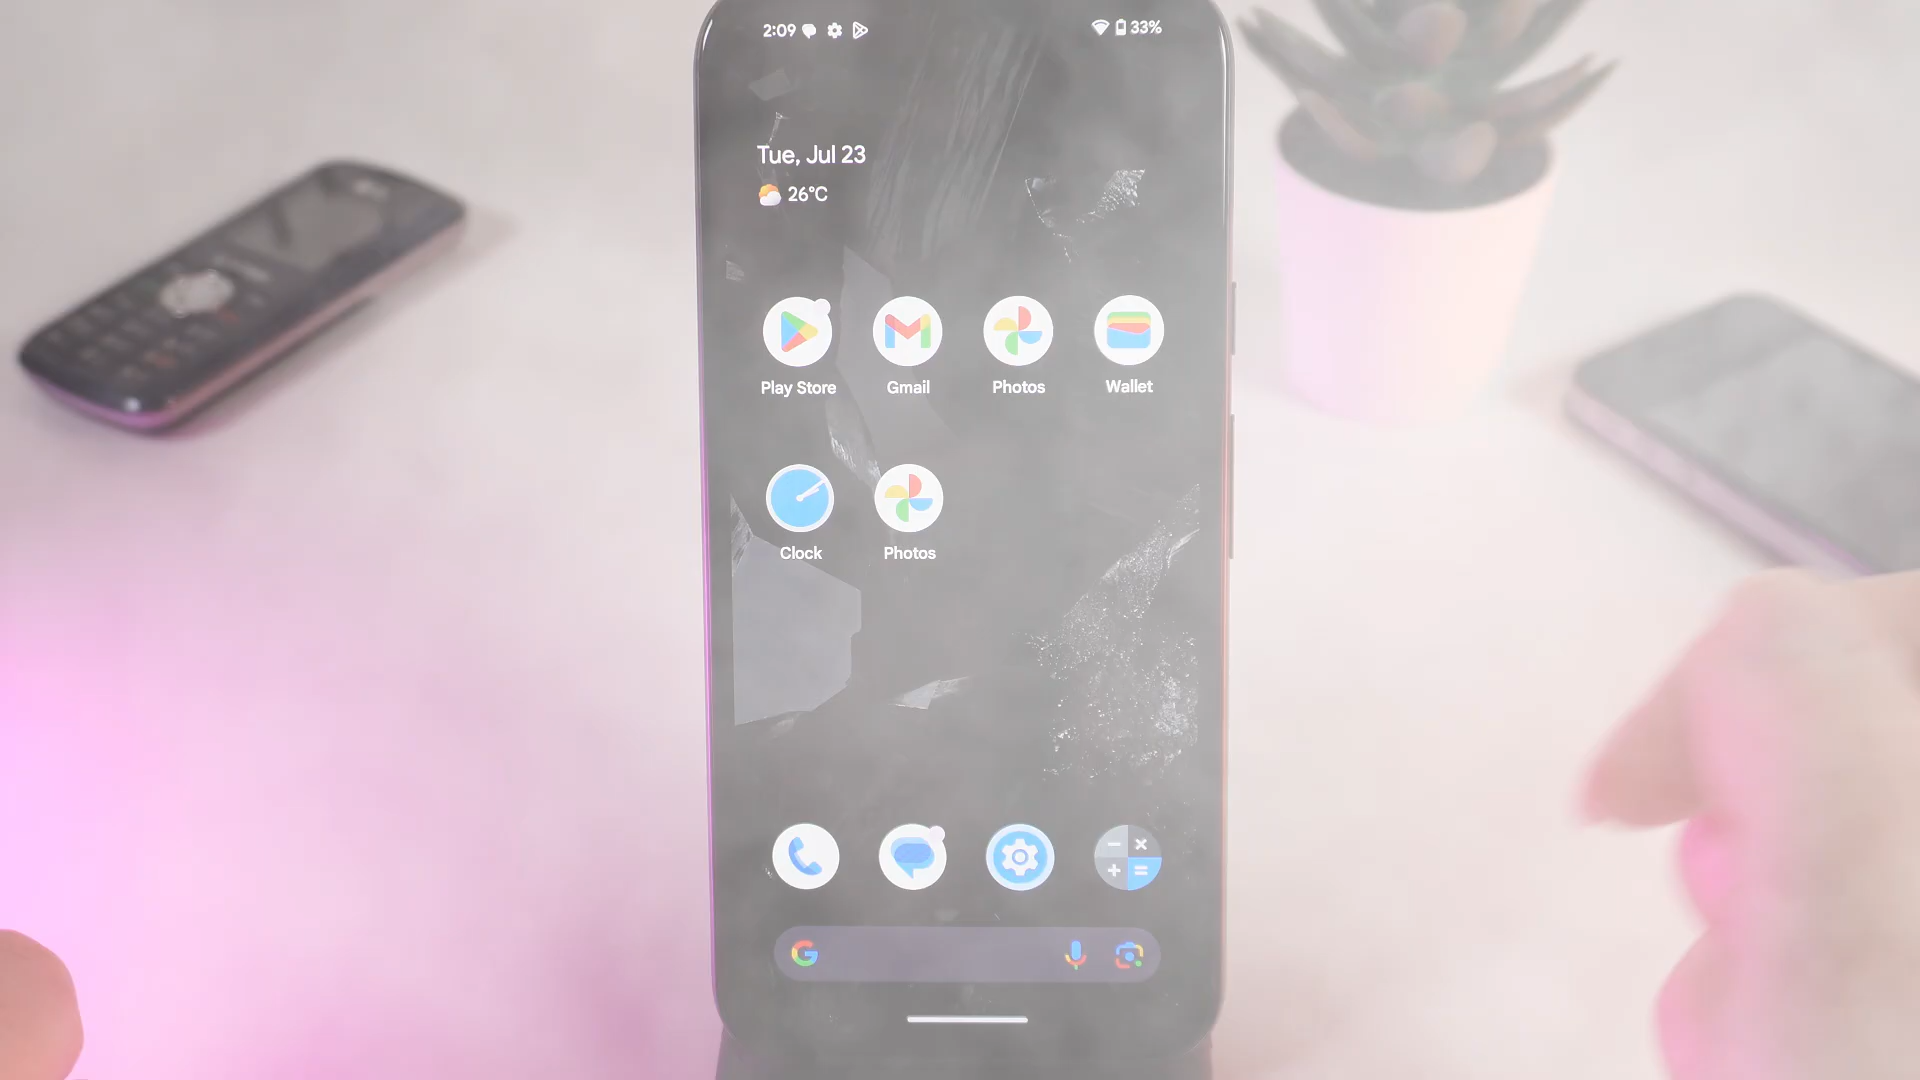 2:09 33%
Tue, Jul 23
26°C
Play Store Gmail Photos Wallet
Clock Photos